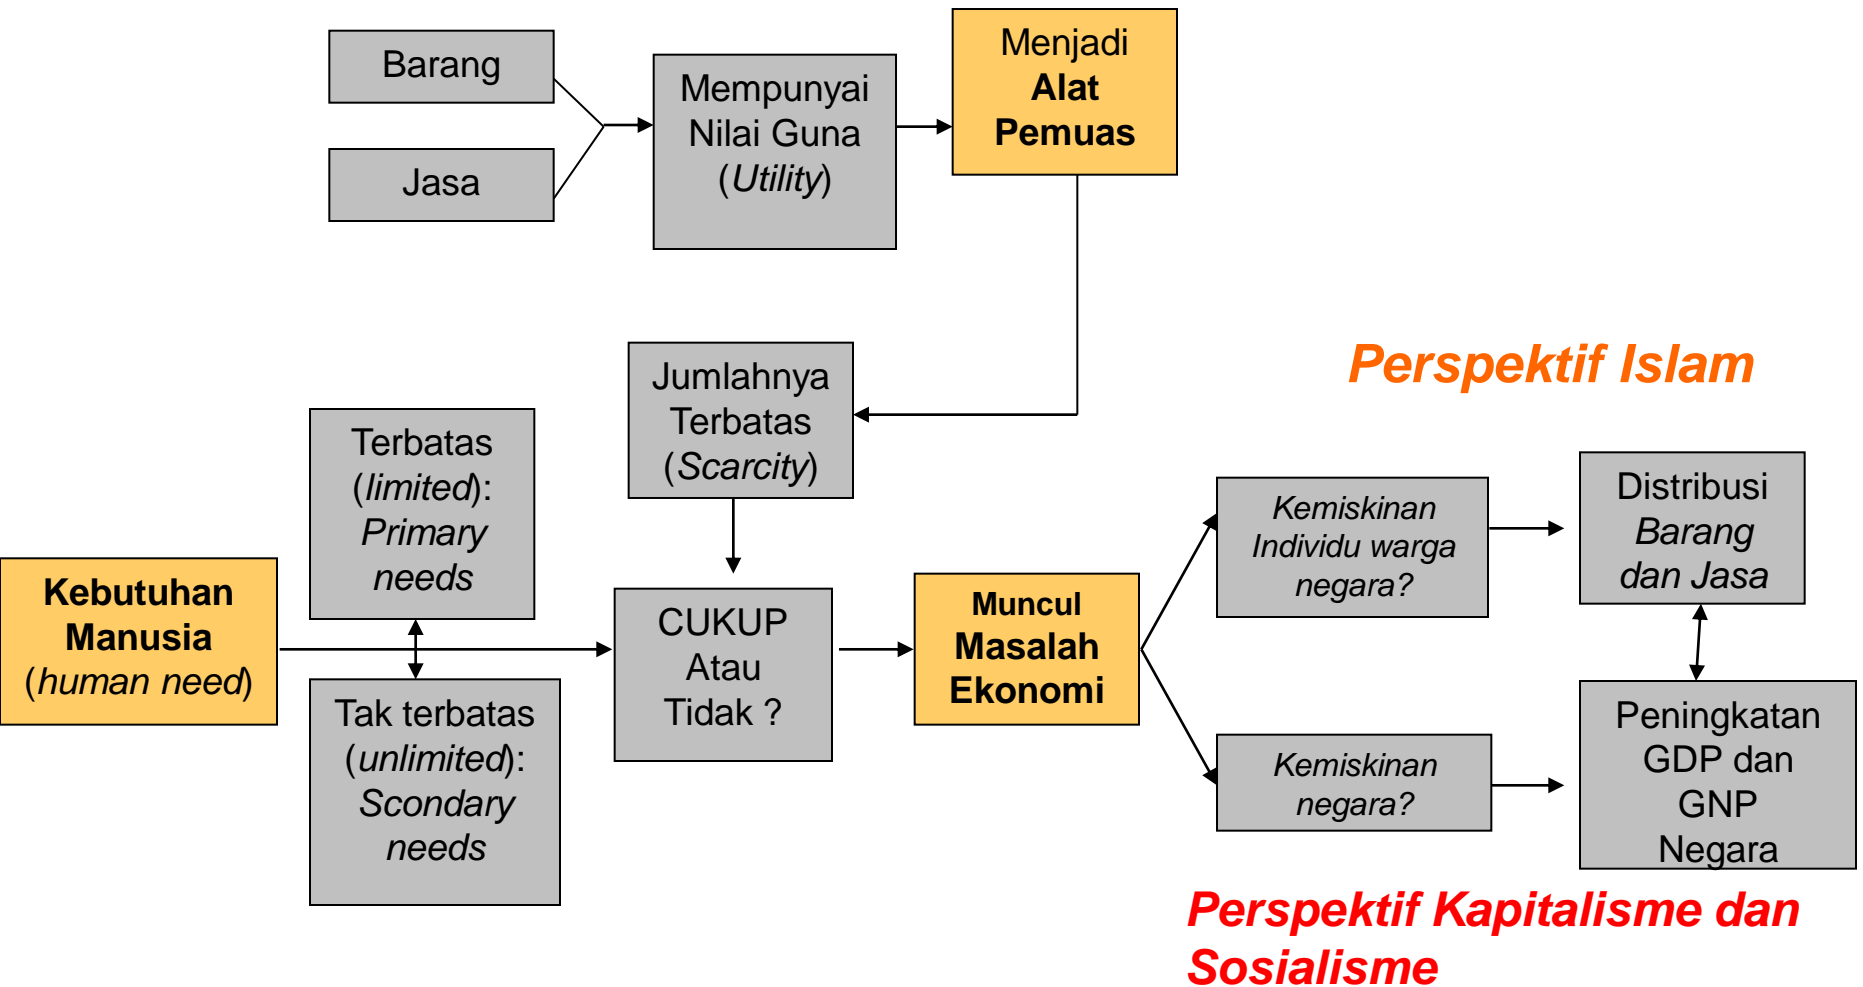 Barang
Jasa
Mempunyai
Nilai Guna
(Utility)
Menjadi
Alat
Pemuas
Jumlahnya
Terbatas
(Scarcity)
Perspektif Islam
Terbatas
(limited):
Primary
needs
Kebutuhan
Manusia
(human need)
Tak terbatas
(unlimited):
Scondary
needs
CUKUP
Atau
Tidak ?
Muncul
Masalah
Ekonomi
Kemiskinan
Individu warga
negara?
Distribusi
Barang
dan Jasa
Kemiskinan
negara?
Peningkatan
GDP dan
GNP
Negara
Perspektif Kapitalisme dan
Sosialisme